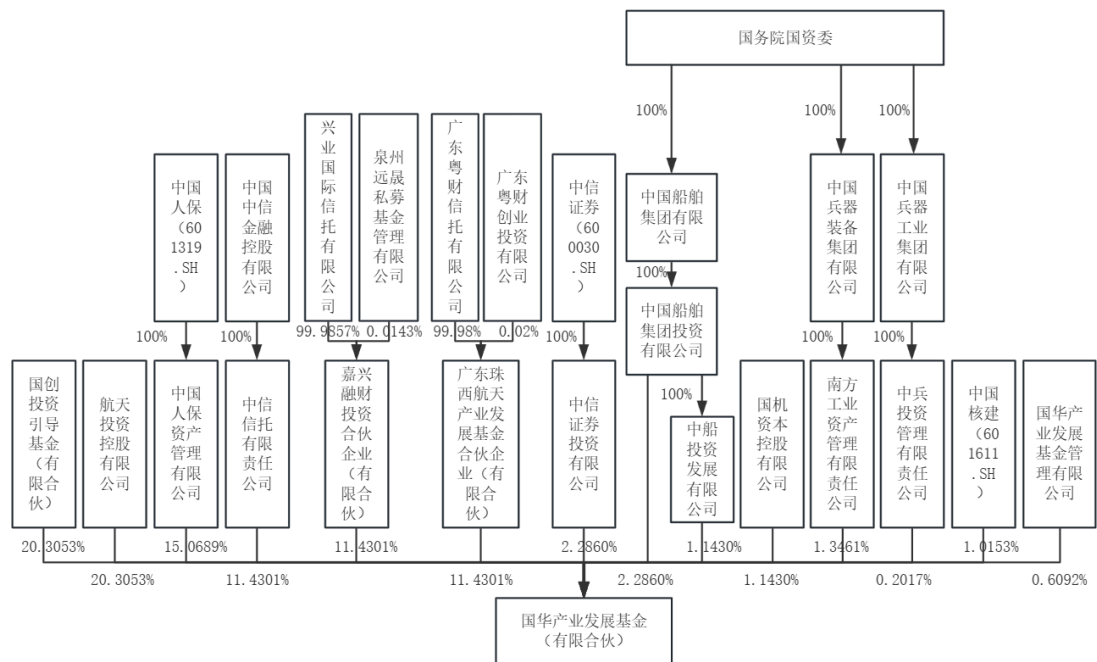 国务院国资委
100%
100%
100%
兴
业
国
际
信
托
有
限
公
司
泉州
远晟
私募
基金
管理
有限
公司
广
东
粤
财
信
托
有
限
公
司
广东
粤财
创业
投资
有限
公司
中国
人保
（60
1319
.SH
）
中国
中信
金融
控股
有限
公司
中信
证券
（60
0030
.SH
）
中国船舶
集团有限
公司
中国
兵器
装备
集团
有限
公司
中国
兵器
工业
集团
有限
公司
100%
中国船舶
集团投资
有限公司
100%
100%
99.9857%
0.0143%
99.98%
0.02%
100%
100%
100%
100%
国创
投资
引导
基金
（有
限合
伙）
航天
投资
控股
有限
公司
中国
人保
资产
管理
有限
公司
中信
信托
有限
责任
公司
嘉兴
融财
投资
合伙
企业
（有
限合
伙）
广东珠
西航天
产业发
展基金
合伙企
业（有
限合
伙）
中信
证券
投资
有限
公司
中船
投资
发展
有限
公司
国机
资本
控股
有限
公司
南方
工业
资产
管理
有限
责任
公司
中兵
投资
管理
有限
责任
公司
中国
核建
（60
1611
.SH
）
国华产
业发展
基金管
理有限
公司
20.3053%
15.0689%
11.4301%
2.2860%
1.1430%
1.3461%
1.0153%
20.3053%
11.4301%
11.4301%
2.2860%
1.1430%
0.2017%
0.6092%
国华产业发展基金
（有限合伙）